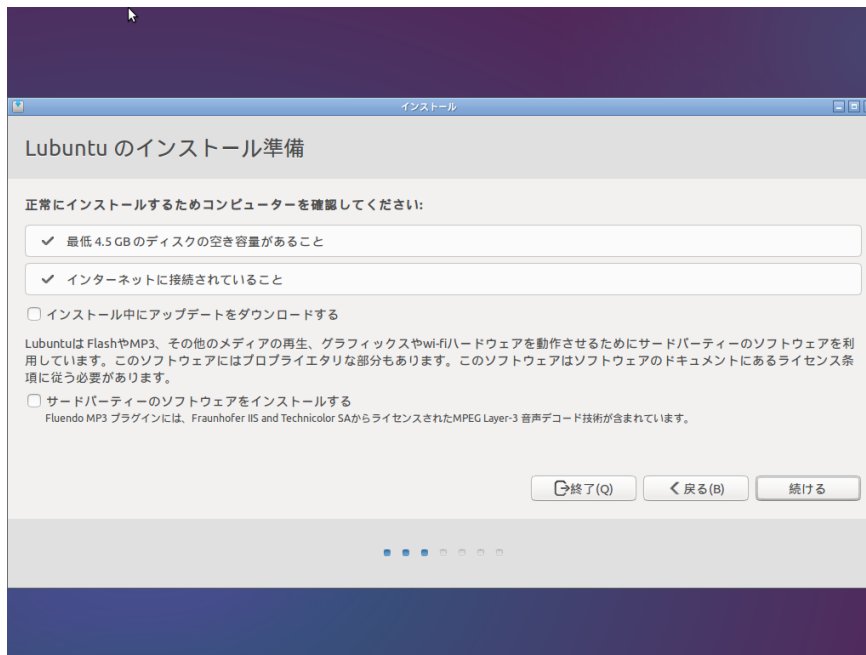 インストール
Lubuntu のインストール準備
正常にインストールするためコンピューターを確認してください:
最低 4.5 GB のディスクの空き容量があること
インターネットに接続されていること
インストール中にアップデートをダウンロードする
LubuntuはFlashやMP3、その他のメディアの再生、グラフィックスやwi-fiハードウェアを動作させるためにサードパーティーのソフトウェアを利
用しています。このソフトウェアにはプロプライエタリな部分もあります。このソフトウェアはソフトウェアのドキュメントにあるライセンス条
項に従う必要があります。
サードパーティーのソフトウェアをインストールする
Fluendo MP3 プラグインには、Fraunhofer IIS and Technicolor SAからライセンスされたMPEG Layer-3 音声デコード技術が含まれています。
終了(Q) 戻る(B) 続ける